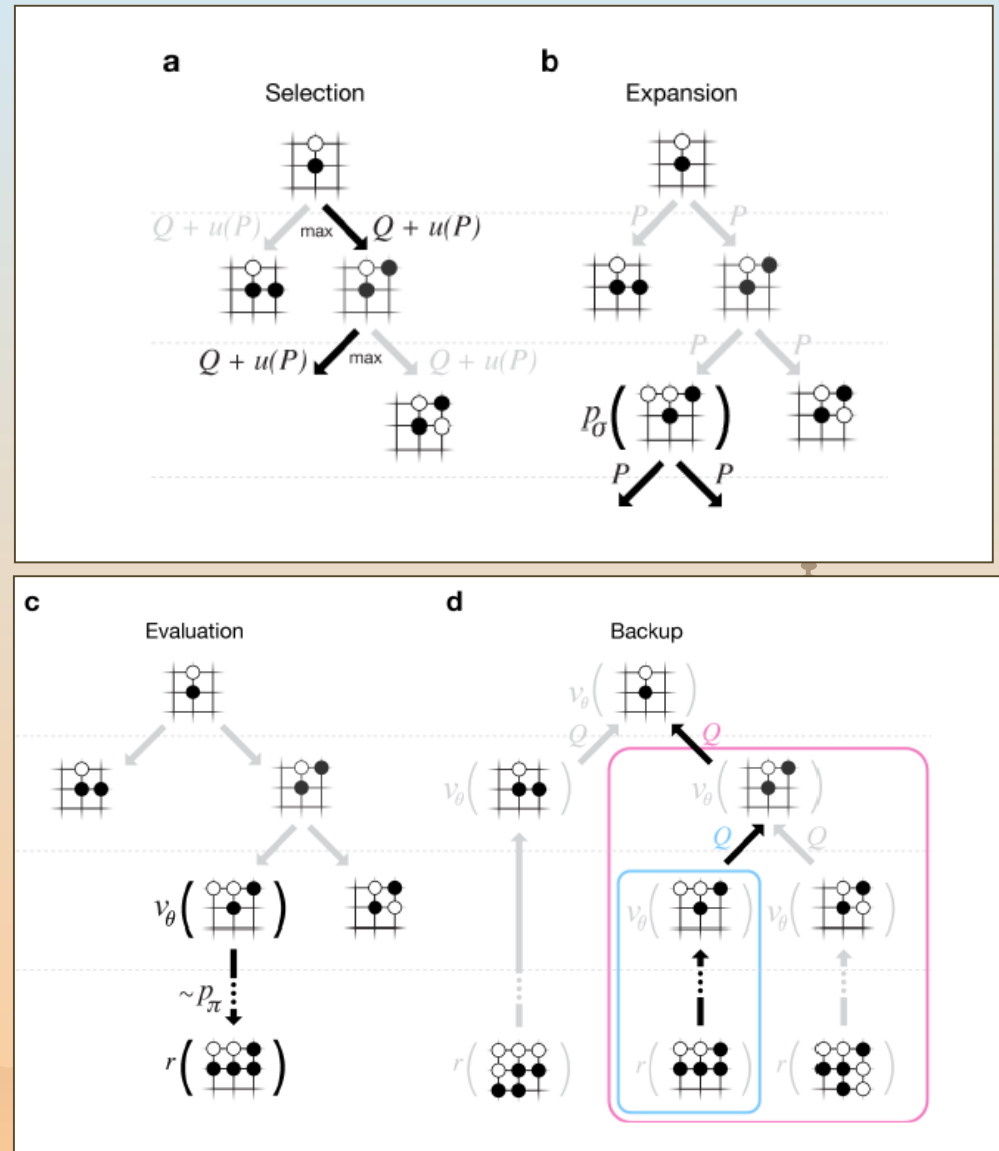 a
Selection
b
Expansion
Q + u(P)
max
Q + u(P)
P
P
Q + u(P)
max
Q + u(P)
P
P
pσ( )
P
P
c
Evaluation
d
Backup
vθ( )
Q
Q
vθ( )
vθ( )
Q
Q
vθ( )
vθ( )
vθ( )
~pπ
r( )
r( )
r( )
r( )